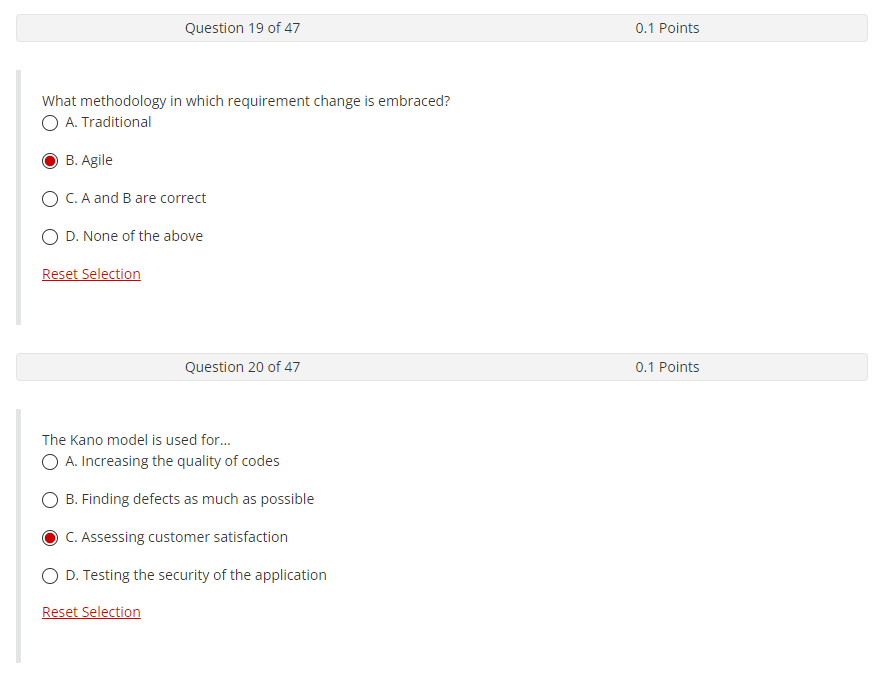 Question 19 of 47 0.1 Points
What methodology in which requirement change is embraced?
A. Traditional
B. Agile
C. A and B are correct
D. None of the above
Reset Selection
Question 20 of 47 0.1 Points
The Kano model is used for...
A. Increasing the quality of codes
B. Finding defects as much as possible
C. Assessing customer satisfaction
D. Testing the security of the application
Reset Selection